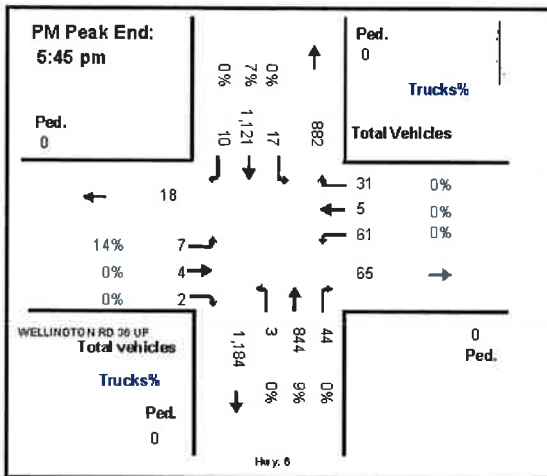 PM Peak End:
5:45 pm
Ped.
0
0% 7% 0%
10 1,121 17
882
Ped.
0
Trucks%
Total Vehicles
18
14% 7
0% 4
0% 2
31 0%
5 0%
61 0%
65
WELLINGTON RD 36 UP
Total vehicles
Trucks%
Ped.
0
1,184
3 844 44
0% 9% 0%
0
Ped.
Hwy. 6